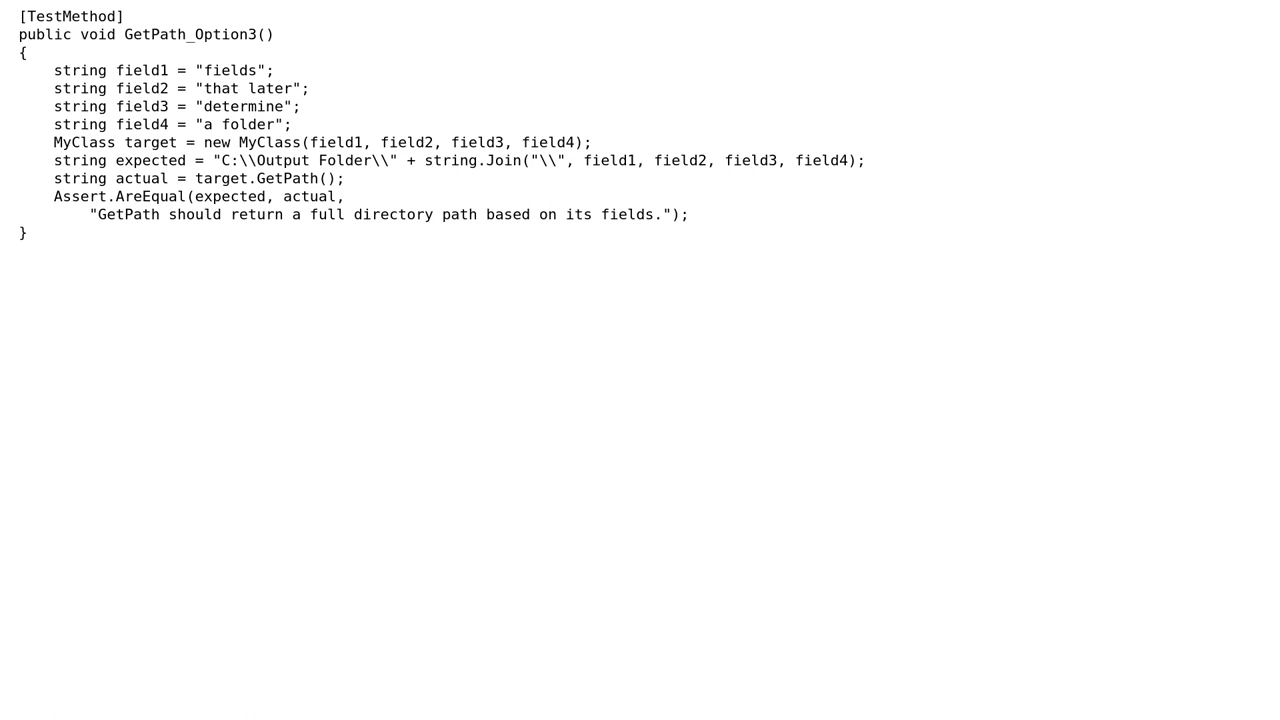 [TestMethod]
public void GetPath_Option3()
{
    string field1 = "fields";
    string field2 = "that later";
    string field3 = "determine";
    string field4 = "a folder";
    MyClass target = new MyClass(field1, field2, field3, field4);
    string expected = "C:\\Output Folder\\" + string.Join("\\", field1, field2, field3, field4);
    string actual = target.GetPath();
    Assert.AreEqual(expected, actual,
        "GetPath should return a full directory path based on its fields.");
}